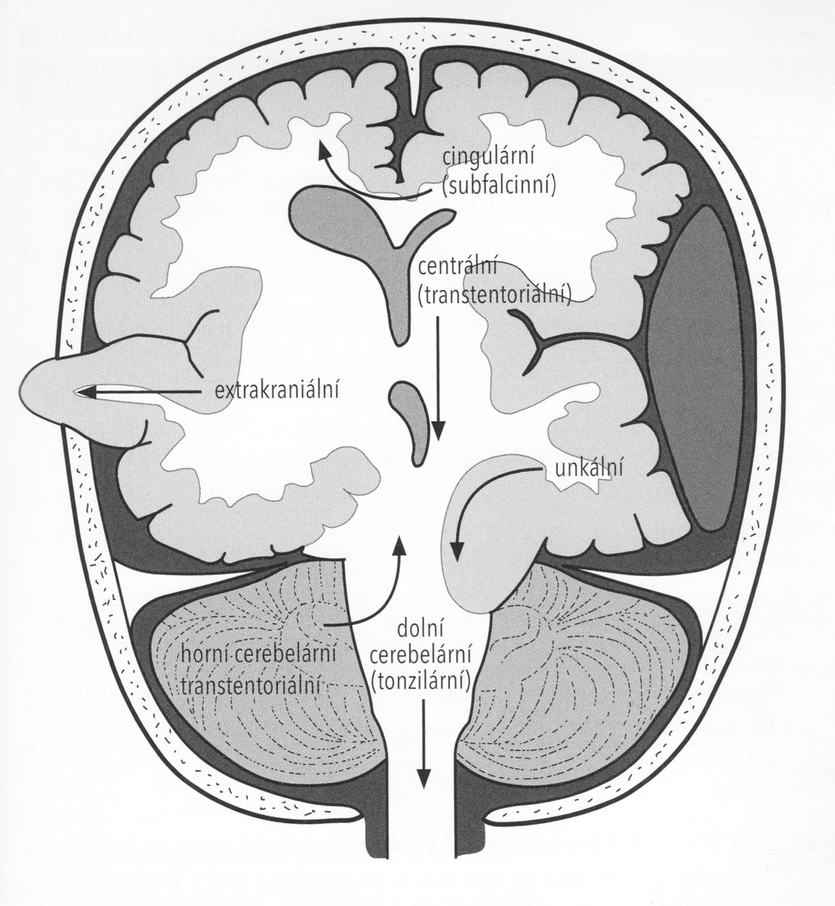 cingulární
(subfalcinní)
centrální
(transtentoriální)
extrakraniální
unkální
horní cerebelární
transtentoriální
dolní
cerebelární
(tonzilární)